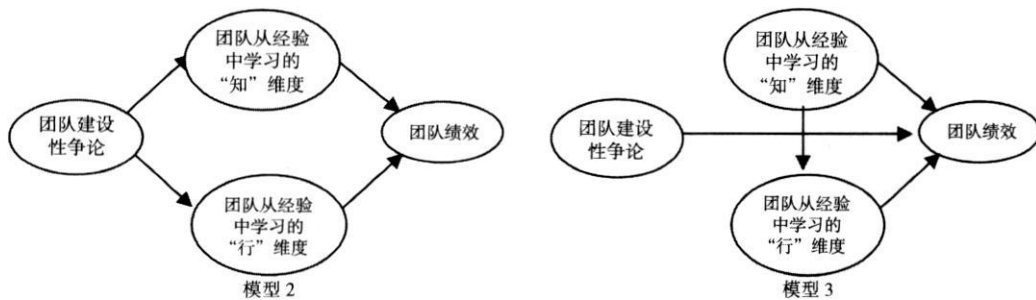 团队从经验
中学习的
“知”维度
团队建设
性争论
团队绩效
团队从经验
中学习的
“行”维度
模型 2
团队从经验
中学习的
“知”维度
团队建设
性争论
团队绩效
团队从经验
中学习的
“行”维度
模型 3